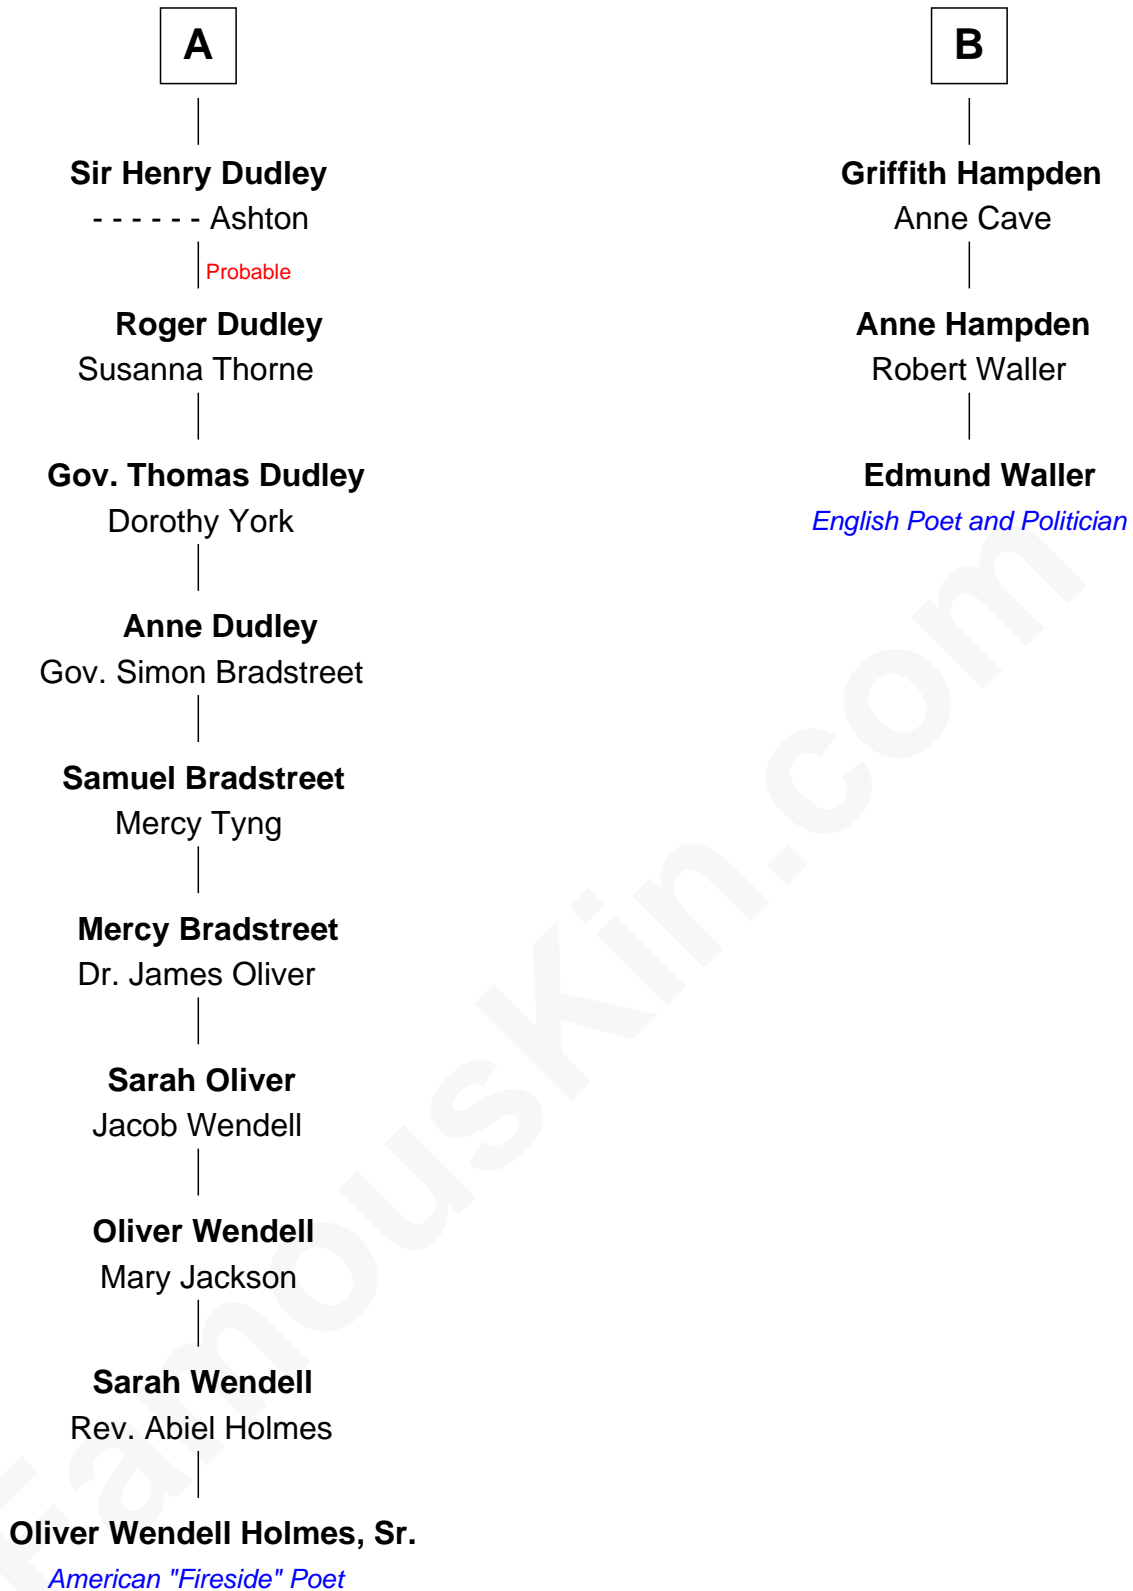 A
Sir Henry Dudley
- - - - - - Ashton
Probable
Roger Dudley
Susanna Thorne
Gov. Thomas Dudley
Dorothy York
Anne Dudley
Gov. Simon Bradstreet
Samuel Bradstreet
Mercy Tyng
Mercy Bradstreet
Dr. James Oliver
Sarah Oliver
Jacob Wendell
Oliver Wendell
Mary Jackson
Sarah Wendell
Rev. Abiel Holmes
Oliver Wendell Holmes, Sr.
American "Fireside" Poet
B
Griffith Hampden
Anne Cave
Anne Hampden
Robert Waller
Edmund Waller
English Poet and Politician
FamousKin.com